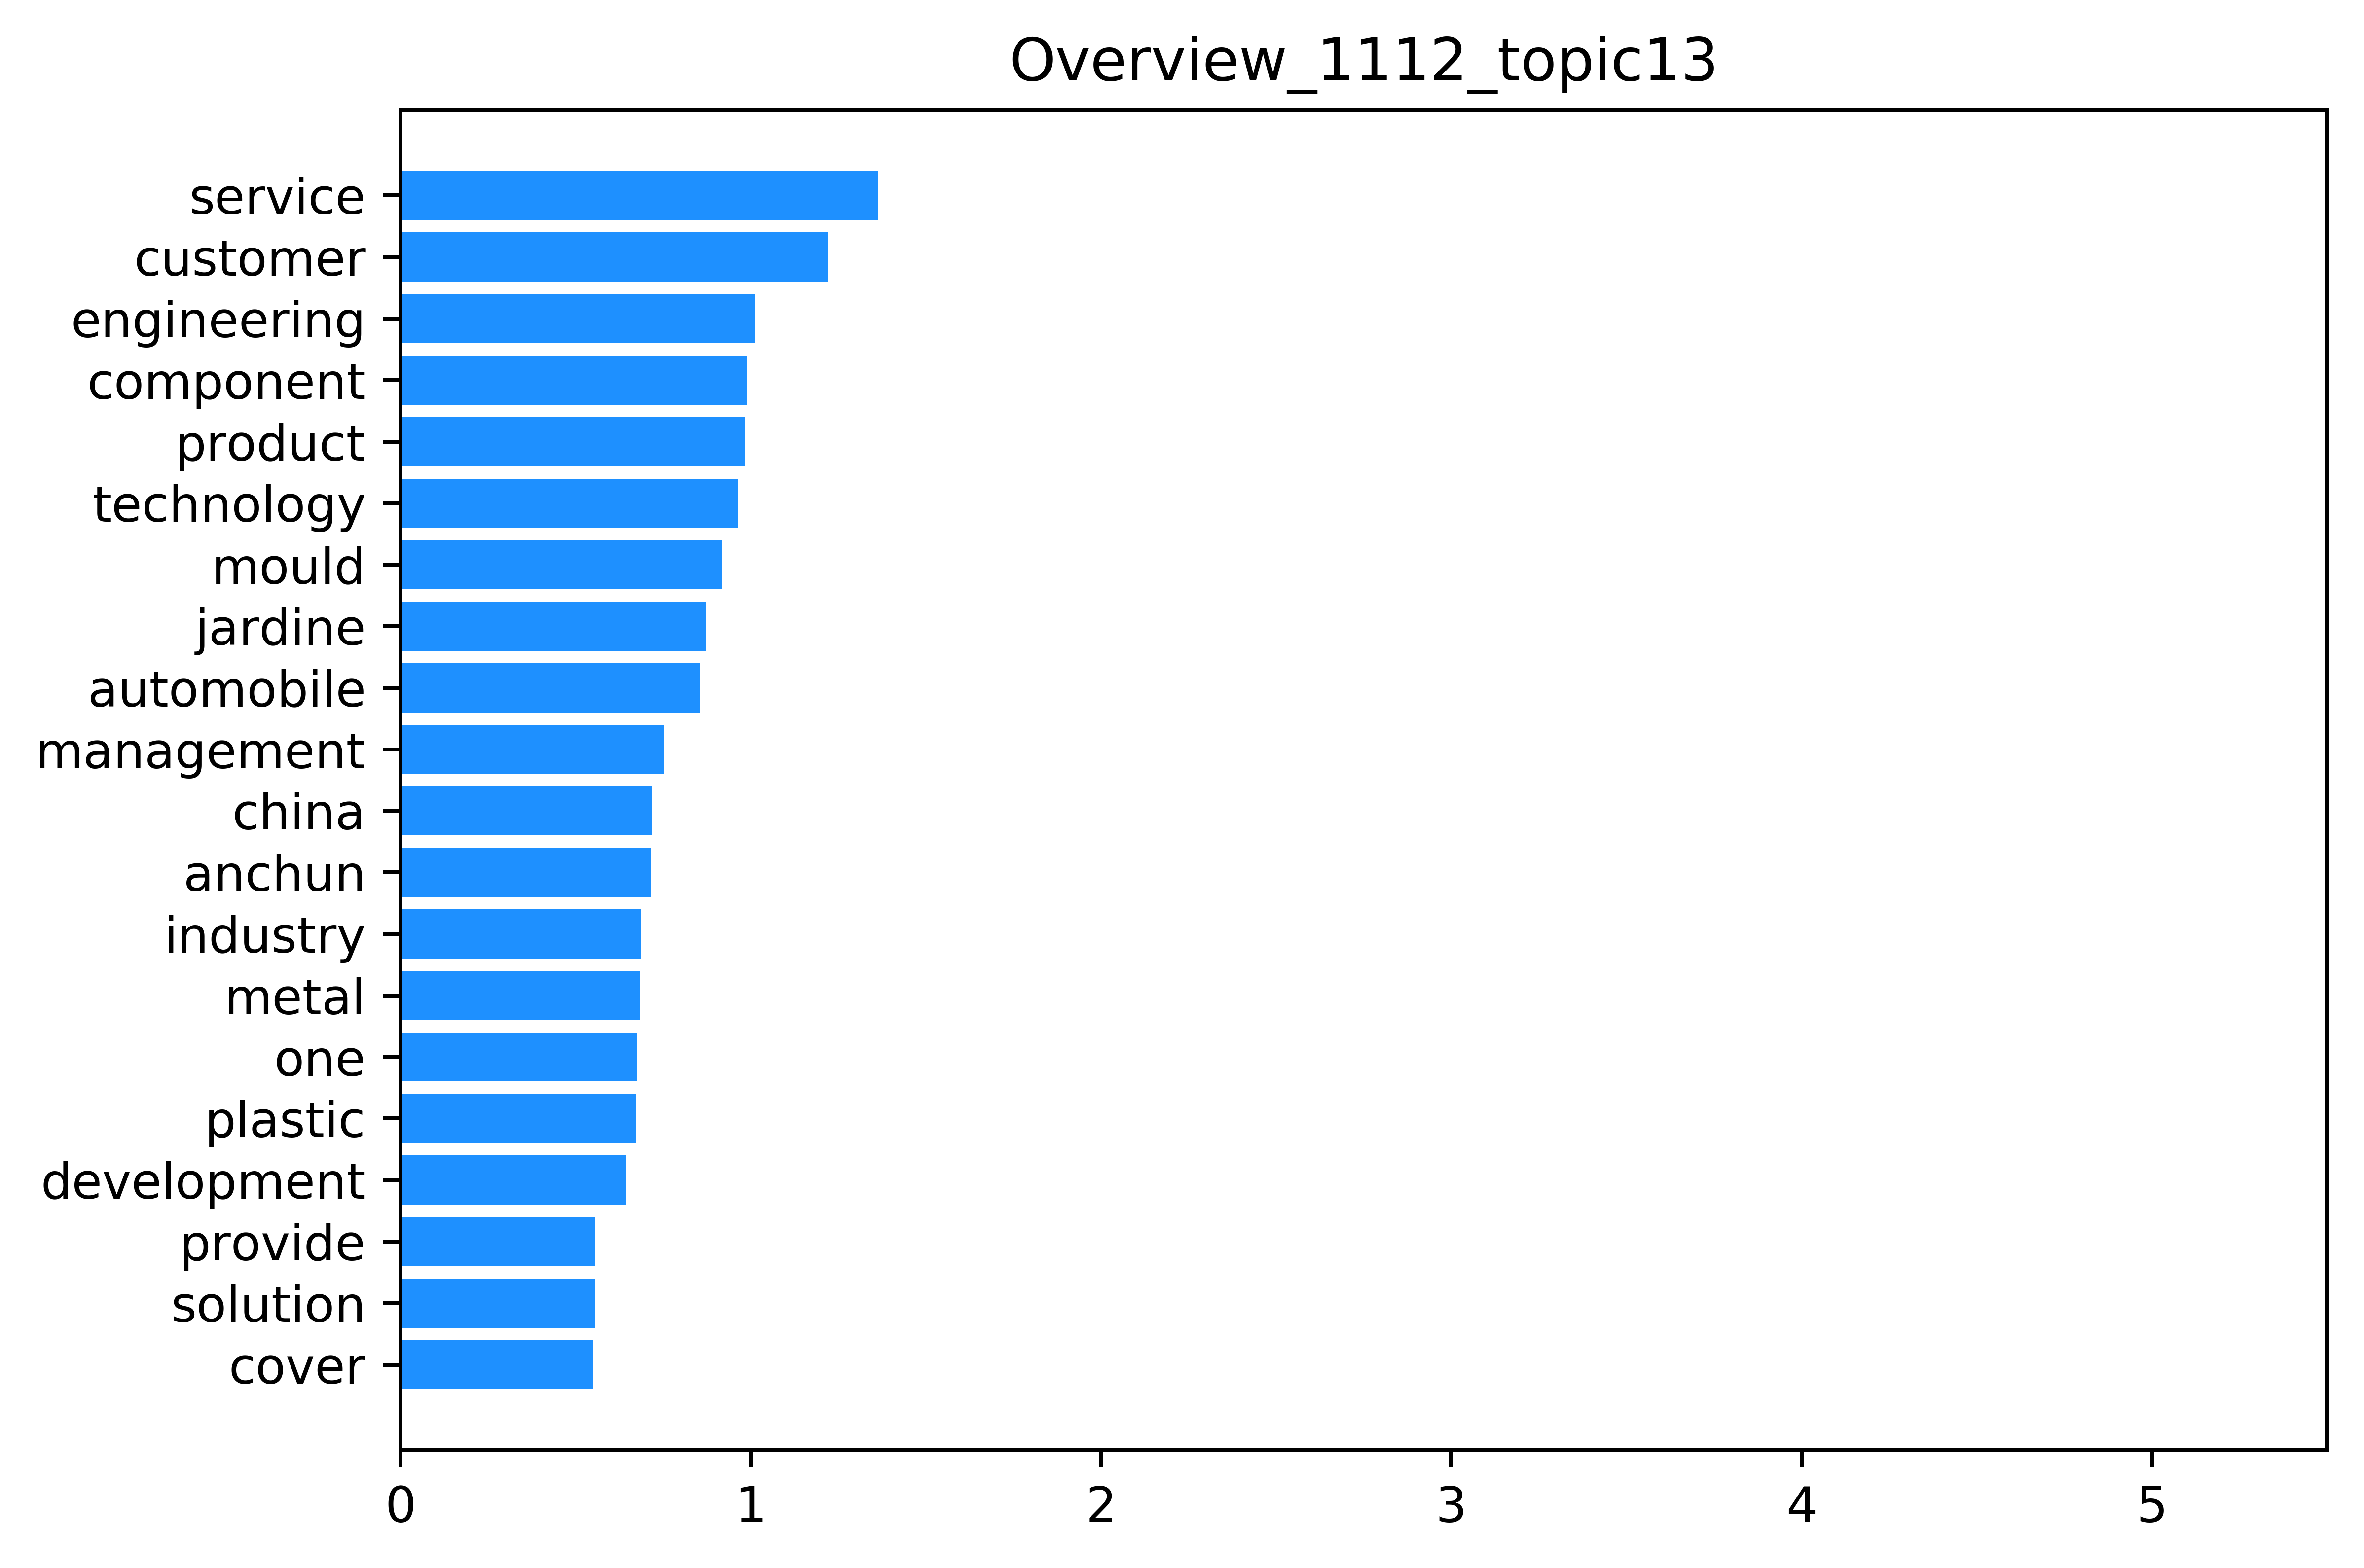 Overview_1112_topic13
service
customer
engineering
component
product
technology
mould
jardine
automobile
management
china
anchun
industry
metal
one
plastic
development
provide
solution
cover
0 1 2 3 4 5